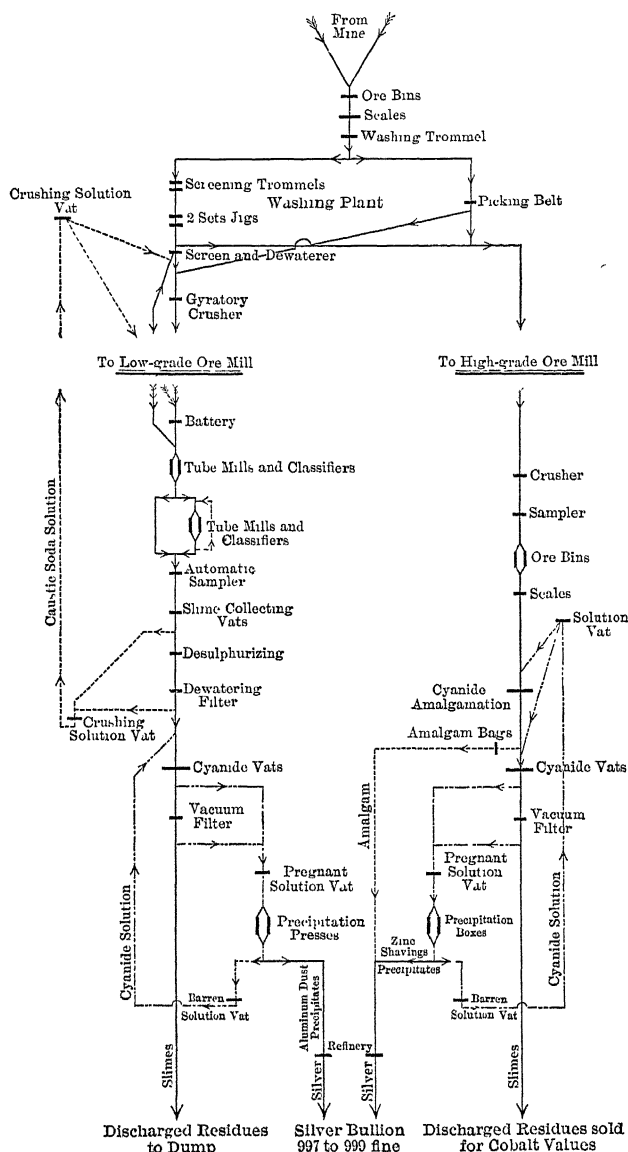 From
Mine
Ore Bins
Scales
Washing Trommel
Screening Trommels
Washing Plant
Picking Belt
Crushing Solution
Vat
2 Sets Jigs
Screen and Dewaterer
Gyratory
Crusher
To Low-grade Ore Mill
To High-grade Ore Mill
Battery
Tube Mills and Classifiers
Crusher
Sampler
Tube Mills and
Classifiers
Ore Bins
Caustic Soda Solution
Automatic
Sampler
Scales
Slime Collecting
Vats
Solution
Vat
Desulphurizing
Dewatering
Filter
Cyanide
Amalgamation
Crushing
Solution Vat
Amalgam Bags
Cyanide Vats
Cyanide Vats
Amalgam
Vacuum
Filter
Vacuum
Filter
Pregnant
Solution Vat
Pregnant
Solution Vat
Cyanide Solution
Precipitation
Presses
Precipitation
Boxes
Cyanide Solution
Zinc
Shavings
Precipitates
Barren
Solution Vat
Aluminum Dust
Precipitates
Barren
Solution Vat
Slimes
Silver
Refinery
Silver
Slimes
Discharged Residues
to Dump
Silver Bullion
997 to 999 fine
Discharged Residues sold
for Cobalt Values